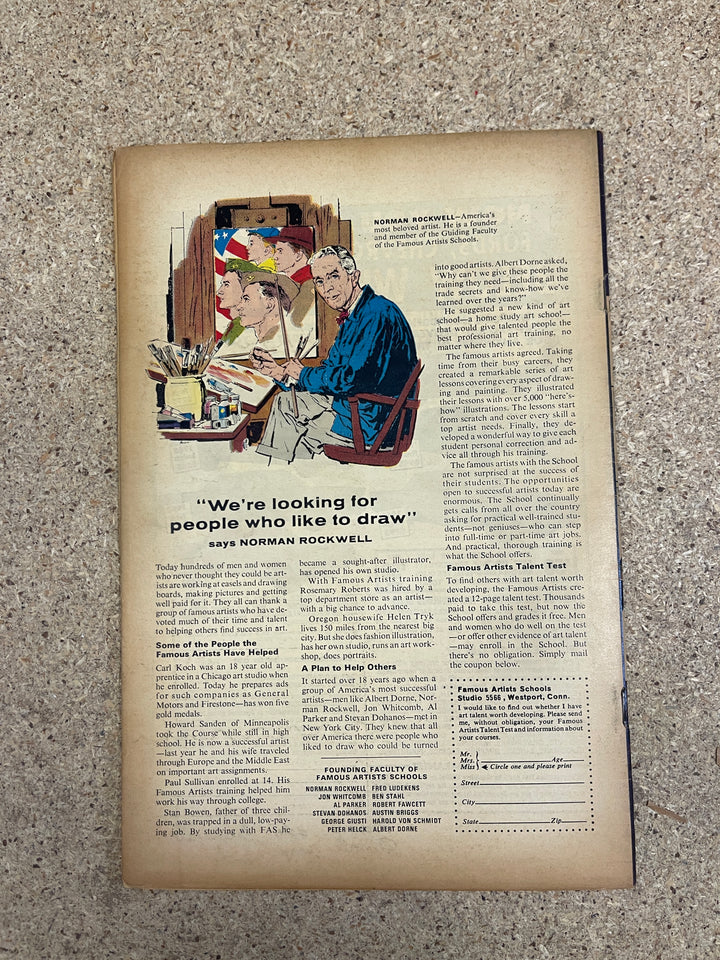 NORMAN ROCKWELL—America's
most beloved artist. He is a founder
and member of the Guiding Faculty
of the Famous Artists Schools.
"We're looking for
people who like to draw"
says NORMAN ROCKWELL
Today hundreds of men and women
who never thought they could be art-
ists are working at easels and drawing
boards, making pictures and getting
well paid for it. They can thank a
group of famous artists who have de-
voted much of their time and talent
to helping others find success in art.
Some of the People the
Famous Artists Have Helped
Carl Koch was an 18 year old ap-
prentice in a Chicago art studio when
he enrolled. Today he prepares ads
for such companies as General
Motors and Firestone—has won five
gold medals.
Howard Sanden of Minneapolis
took the Course while still in high
school. He is now a successful artist
—last year he and his wife traveled
through Europe and the Middle East
on important art assignments.
Paul Sullivan enrolled at 14. His
Famous Artists training helped him
work his way through college.
Stan Bowen, father of three chil-
dren, was trapped in a dull, low-pay-
ing job. By studying with FAS he
became a sought-after illustrator,
has opened his own studio.
With Famous Artists training
Rosemary Roberts was hired by a
top department store as an artist—
with a big chance to advance.
Oregon housewife Helen Tryk
lives 150 miles from the nearest big
city. But she does fashion illustration,
has her own studio, runs an art work-
shop, does portraits.
A Plan to Help Others
It started over 18 years ago when a
group of America's most successful
artists—men like Albert Dorne, Nor-
man Rockwell, Jon Whitcomb, Al
Parker and Stevan Dohanos—met in
New York City. They knew that all
over America there were people who
liked to draw who could be turned
into good artists. Albert Dorne asked,
"Why can't we give these people the
training they need—including all the
trade secrets and know-how we've
learned over the years?"
He suggested a new kind of art
school—a home study art school—
that would give talented people the
best professional art training, no
matter where they live.
The famous artists agreed. Taking
time from their busy careers, they
created a remarkable series of art
lessons covering every aspect of draw-
ing and painting. They illustrated
their lessons with over 5,000 "here's-
how" illustrations. The lessons start
from scratch and cover every skill a
top artist needs. Finally, they de-
veloped a wonderful way to give each
student personal correction and ad-
vice all through his training.
The famous artists with the School
are not surprised at the success of
their students. The opportunities
open to successful artists today are
enormous. The School continually
gets calls from all over the country
asking for practical well-trained stu-
dents—not geniuses—who can step
into full-time or part-time art jobs.
And practical, thorough training is
what the School offers.
Famous Artists Talent Test
To find others with art talent worth
developing, the Famous Artists cre-
ated a 12-page talent test. Thousands
paid to take this test, but now the
School offers and grades it free. Men
and women who do well on the test
—or offer other evidence of art talent
—may enroll in the School. But
there's no obligation. Simply mail
the coupon below.
FOUNDING FACULTY OF
FAMOUS ARTISTS SCHOOLS
NORMAN ROCKWELL FRED LUDEKENS
JON WHITCOMB BEN STAHL
AL PARKER ROBERT FAWCETT
STEVAN DOHANOS AUSTIN BRIGGS
GEORGE GIUSTI HAROLD VON SCHMIDT
PETER HELCK ALBERT DORNE
Famous Artists Schools
Studio 5566, Westport, Conn.
I would like to find out whether I have
art talent worth developing. Please send
me, without obligation, your Famous
Artists Talent Test and information about
your courses.
Mr.
Mrs. Age
Miss Circle one and please print
Street
City
State Zip